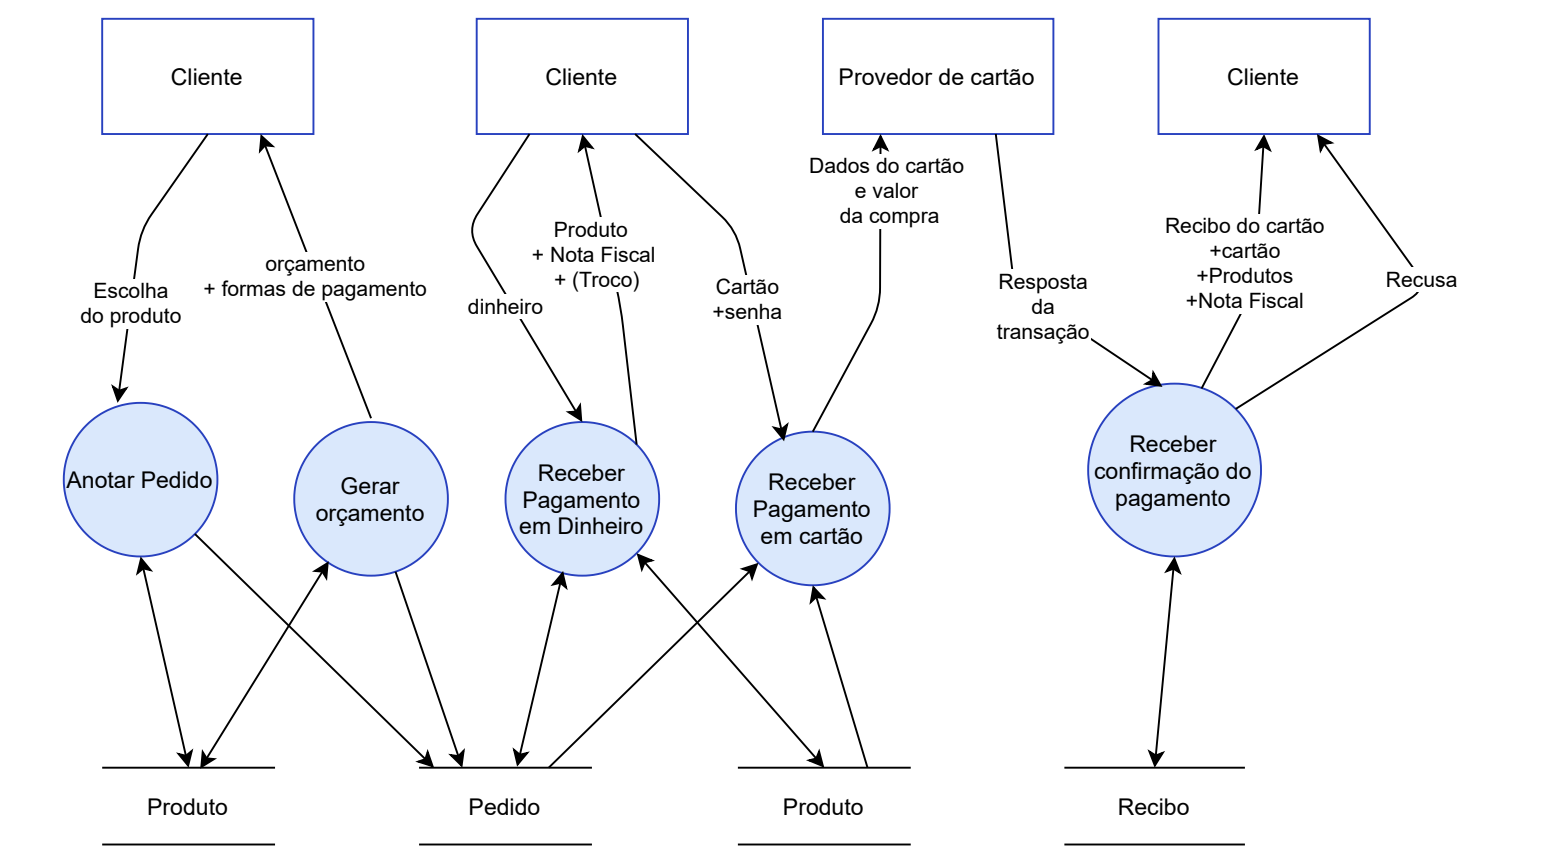 Cliente
Cliente
Provedor de cartão
Cliente
Escolha
do produto
orçamento
+ formas de pagamento
dinheiro
Produto
+ Nota Fiscal
+ (Troco)
Cartão
+senha
Dados do cartão
e valor
da compra
Resposta
da
transação
Recibo do cartão
+cartão
+Produtos
+Nota Fiscal
Recusa
Anotar Pedido
Gerar
orçamento
Receber
Pagamento
em Dinheiro
Receber
Pagamento
em cartão
Receber
confirmação do
pagamento
Produto
Pedido
Produto
Recibo